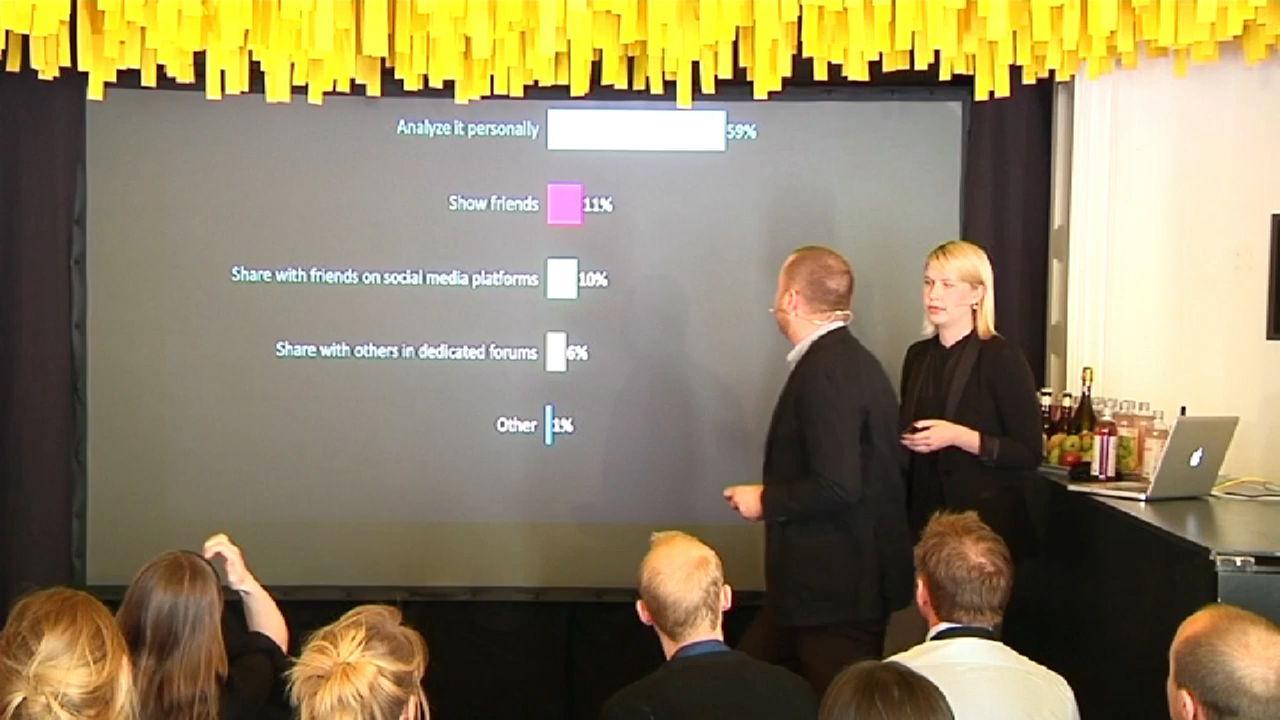 Analyze it personally 59%
Show friends 11%
Share with friends on social media platforms 10%
Share with others in dedicated forums 6%
Other 1%